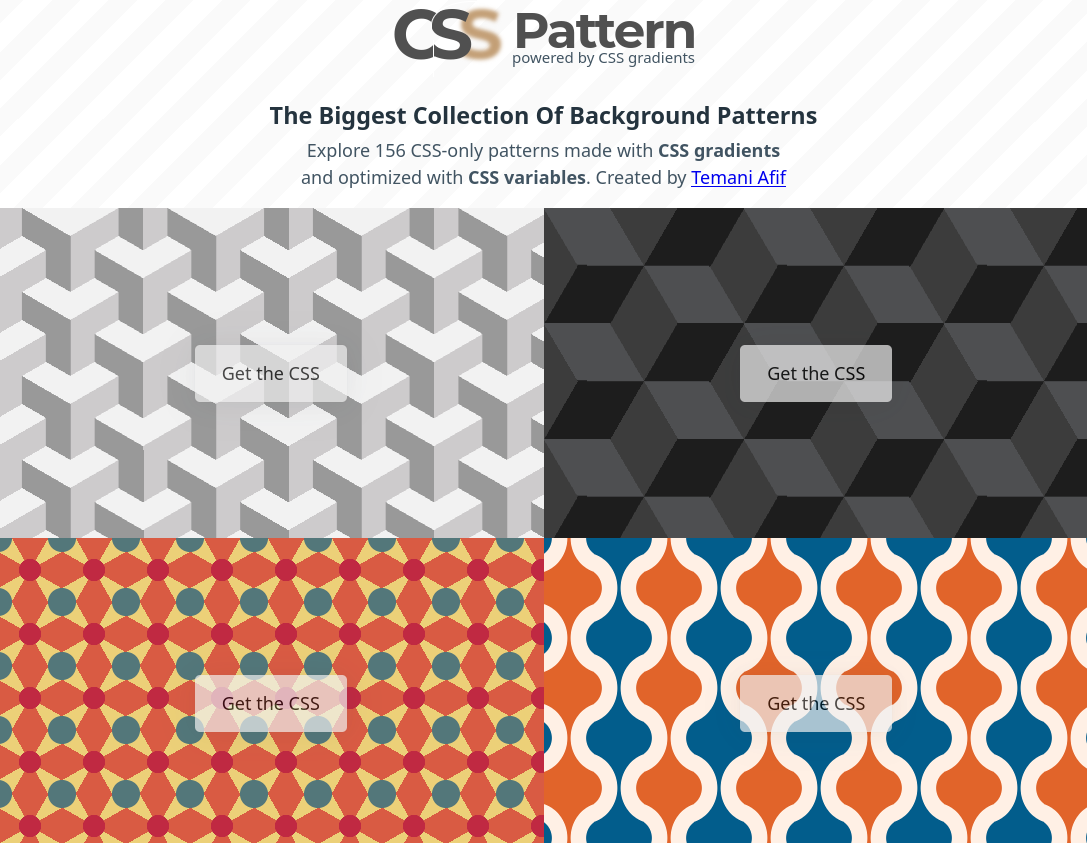 CSS Pattern
powered by CSS gradients
The Biggest Collection Of Background Patterns
Explore 156 CSS-only patterns made with CSS gradients
and optimized with CSS variables. Created by Temani Afif
Get the CSS
Get the CSS
Get the CSS
Get the CSS